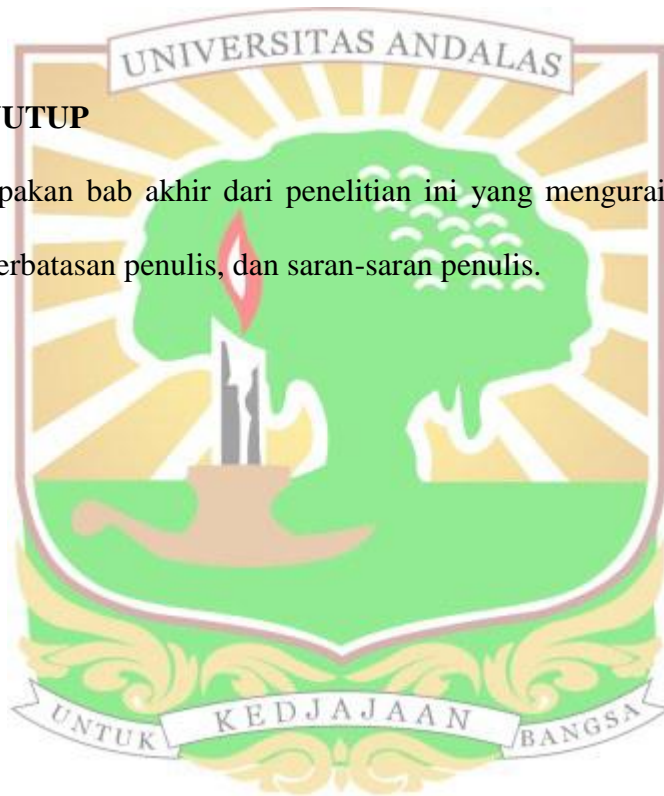 UNIVERSITAS ANDALAS
UTUP
pakan bab akhir dari penelitian ini yang mengurai
erbatasan penulis, dan saran-saran penulis.
UNTUK KEDJAJAAN BANGSA